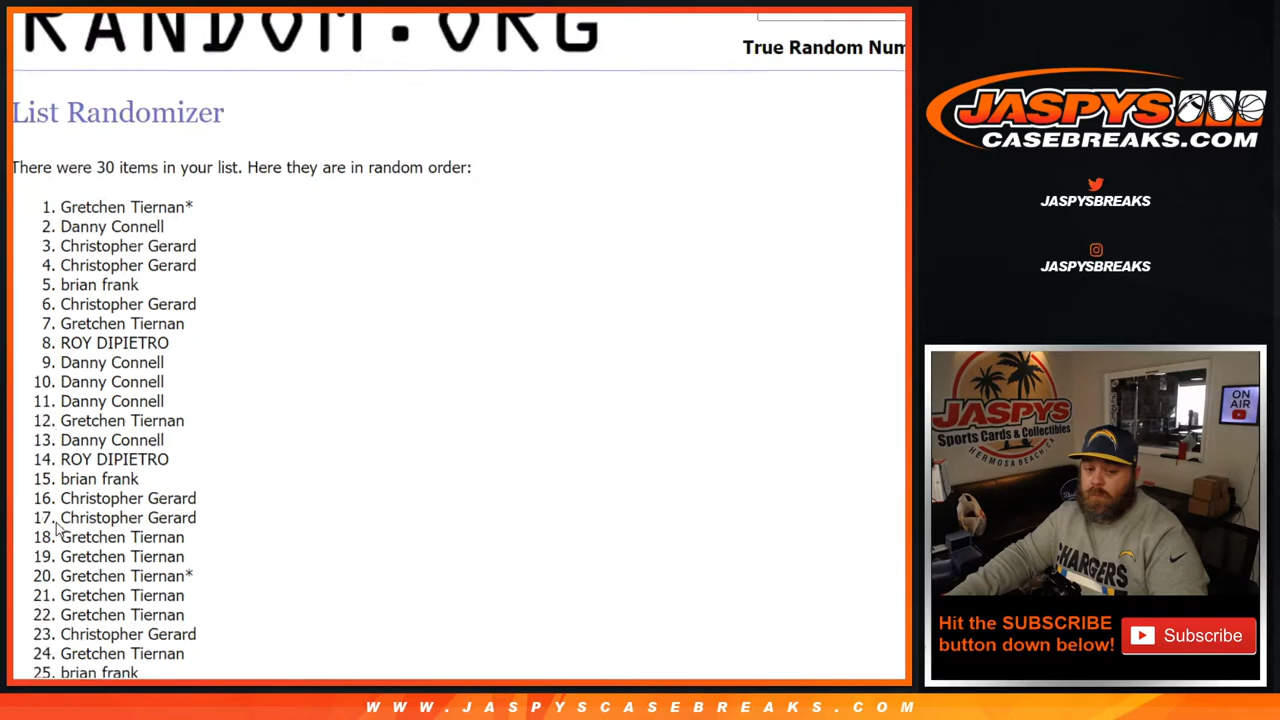 RANDOM.ORG
True Random Num
List Randomizer
There were 30 items in your list. Here they are in random order:
1. Gretchen Tiernan*
2. Danny Connell
3. Christopher Gerard
4. Christopher Gerard
5. brian frank
6. Christopher Gerard
7. Gretchen Tiernan
8. ROY DIPIETRO
9. Danny Connell
10. Danny Connell
11. Danny Connell
12. Gretchen Tiernan
13. Danny Connell
14. ROY DIPIETRO
15. brian frank
16. Christopher Gerard
17. Christopher Gerard
18. Gretchen Tiernan
19. Gretchen Tiernan
20. Gretchen Tiernan*
21. Gretchen Tiernan
22. Gretchen Tiernan
23. Christopher Gerard
24. Gretchen Tiernan
25. brian frank
JASPYS
CASEBREAKS.COM
JASPYSBREAKS
JASPYSBREAKS
JASPYS
Sports Cards & Collectibles
HERMOSA BEACH, CA
ON
AIR
CHARGERS
Hit the SUBSCRIBE
button down below!
Subscribe
WWW.JASPYSCASEBREAKS.COM